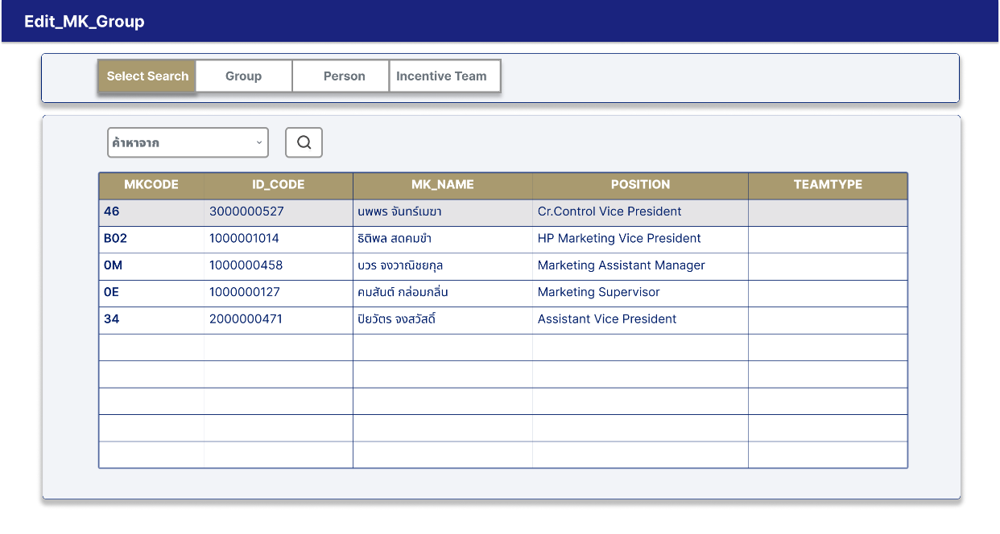 Edit_MK_Group
Select Search Group Person Incentive Team
ค้าหาจาก
MKCODE ID_CODE MK_NAME POSITION TEAMTYPE
46 3000000527 นพพร จันทร์เมฆา Cr.Control Vice President
B02 1000001014 ธิติพล สดคมขำ HP Marketing Vice President
0M 1000000458 บวร จงวาณิชยกุล Marketing Assistant Manager
0E 1000000127 คมสันต์ กล่อมกลิ่น Marketing Supervisor
34 2000000471 ปิยวัตร จงสวัสดิ์ Assistant Vice President